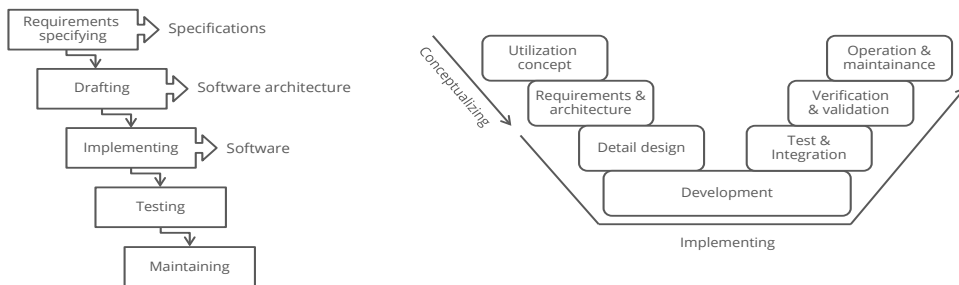 Requirements
specifying
Specifications
Drafting
Software architecture
Implementing
Software
Testing
Maintaining
Conceptualizing
Utilization
concept
Requirements &
architecture
Detail design
Development
Operation &
maintainance
Verification
& validation
Test &
Integration
Implementing